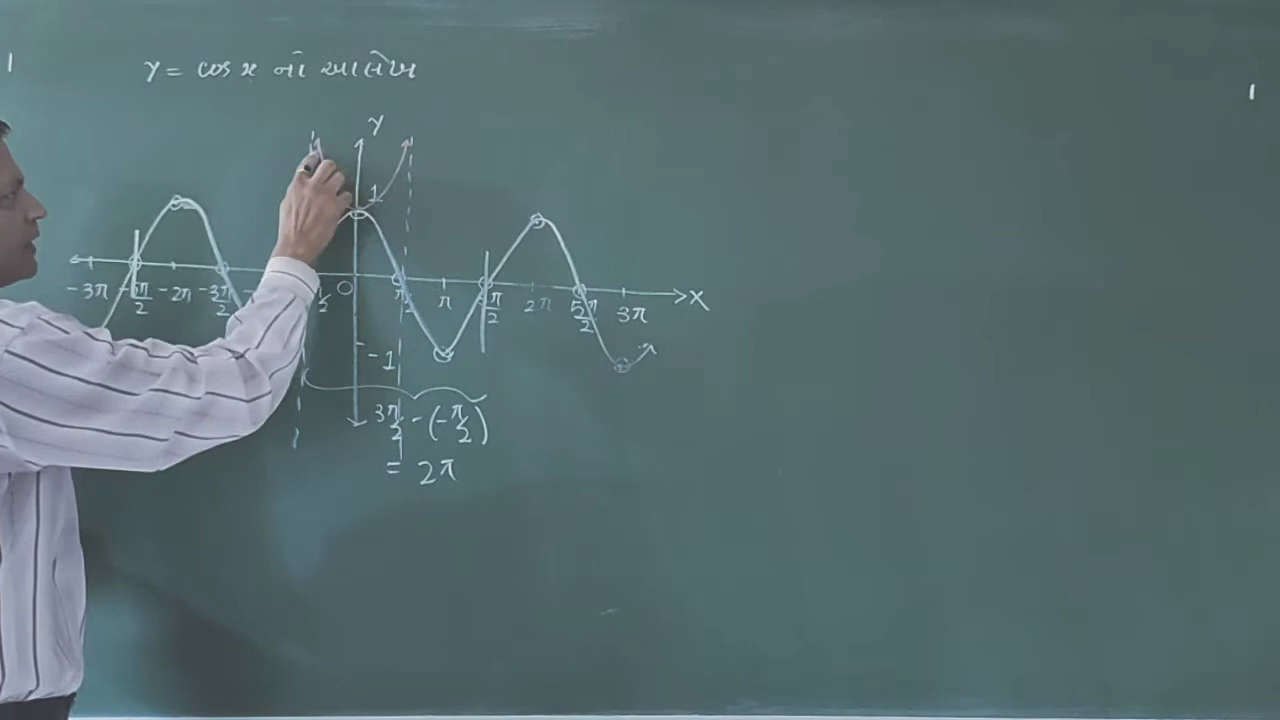 y = cos x નો આલેખ
Y
1
-3π -5π/2 -2π -3π/2 π/2 O π/2 π 3π/2 2π 5π/2 3π X
-1
3π/2 - (-π/2)
= 2π